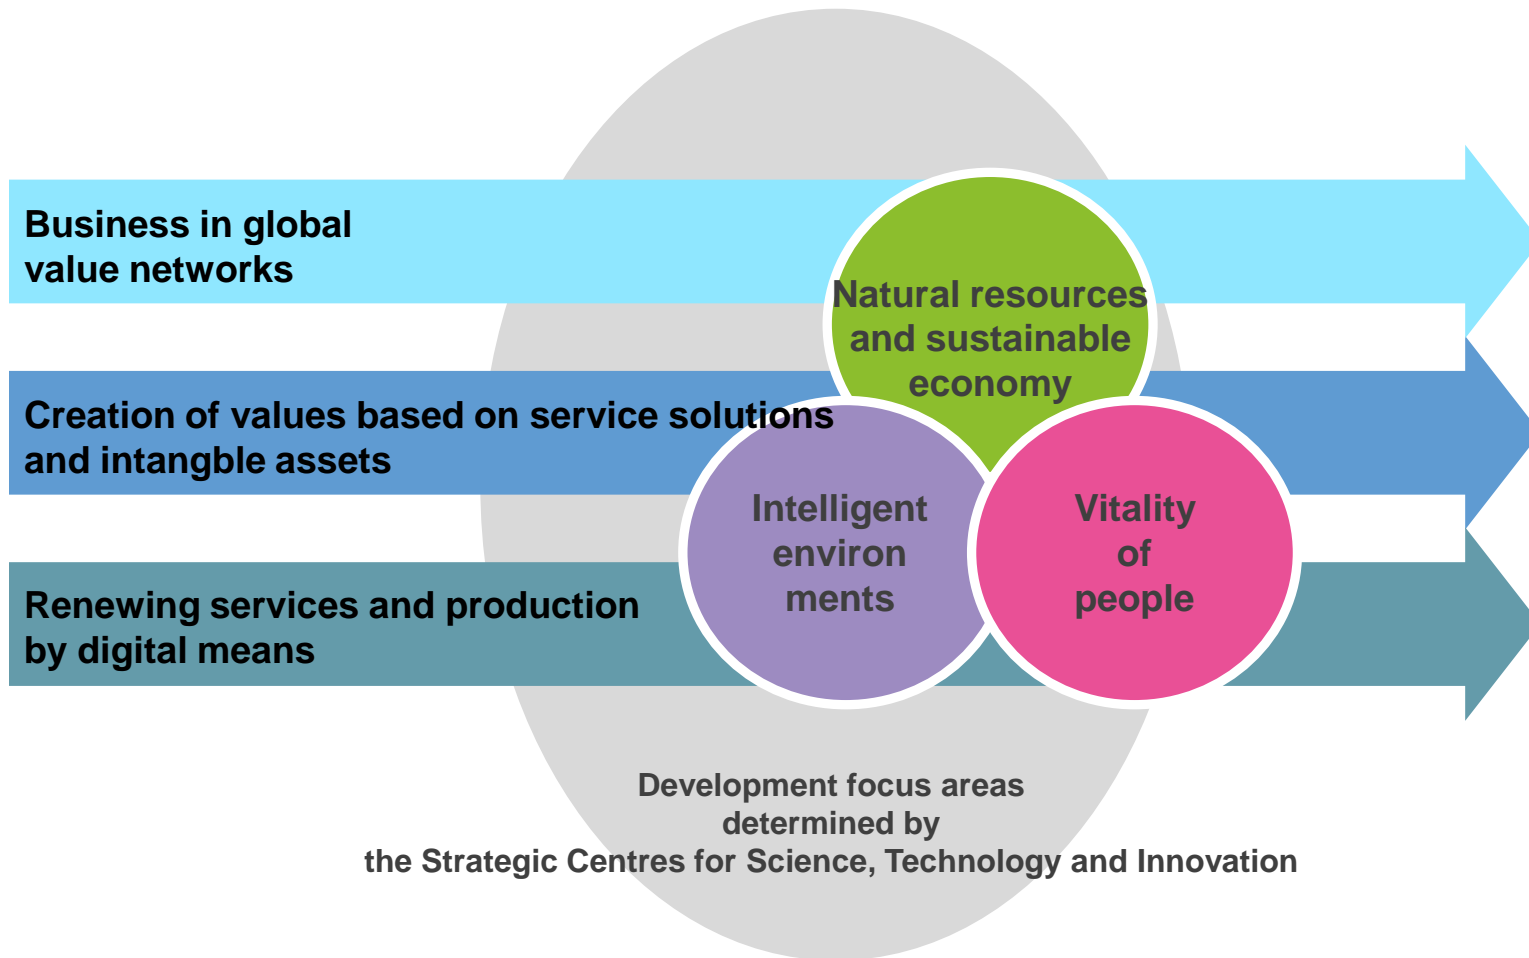 Business in global
value networks
Natural resources
and sustainable
economy
Creation of values based on service solutions
and intangble assets
Intelligent
environ
ments
Vitality
of
people
Renewing services and production
by digital means
Development focus areas
determined by
the Strategic Centres for Science, Technology and Innovation